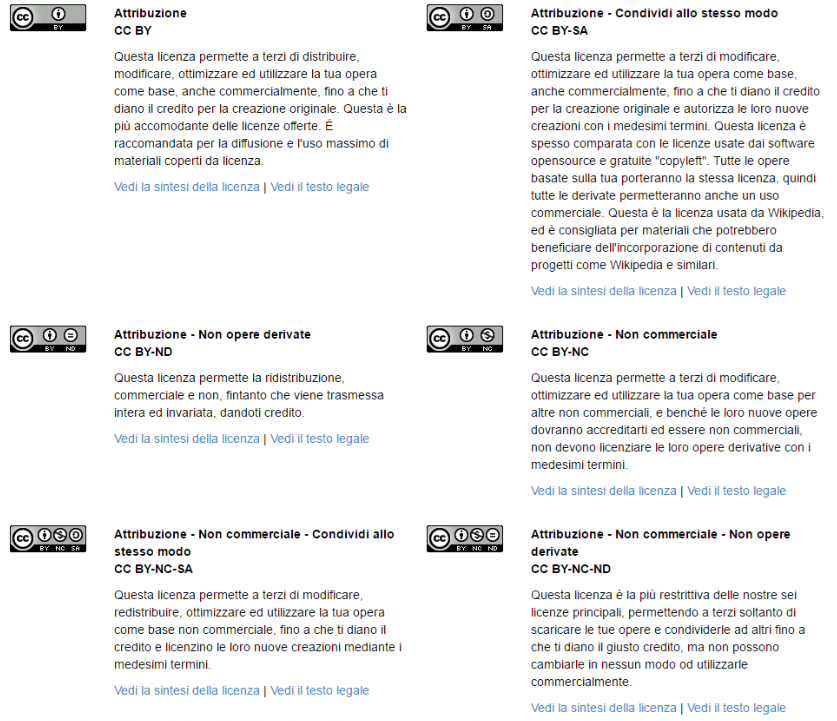 cc
BY
Attribuzione
CC BY
Questa licenza permette a terzi di distribuire,
modificare, ottimizzare ed utilizzare la tua opera
come base, anche commercialmente, fino a che ti
diano il credito per la creazione originale. Questa è la
più accomodante delle licenze offerte. É
raccomandata per la diffusione e l'uso massimo di
materiali coperti da licenza.
Vedi la sintesi della licenza | Vedi il testo legale
cc
BY SA
Attribuzione - Condividi allo stesso modo
CC BY-SA
Questa licenza permette a terzi di modificare,
ottimizzare ed utilizzare la tua opera come base,
anche commercialmente, fino a che ti diano il credito
per la creazione originale e autorizza le loro nuove
creazioni con i medesimi termini. Questa licenza è
spesso comparata con le licenze usate dai software
opensource e gratuite "copyleft". Tutte le opere
basate sulla tua porteranno la stessa licenza, quindi
tutte le derivate permetteranno anche un uso
commerciale. Questa è la licenza usata da Wikipedia,
ed è consigliata per materiali che potrebbero
beneficiare dell'incorporazione di contenuti da
progetti come Wikipedia e similari.
Vedi la sintesi della licenza | Vedi il testo legale
cc
BY ND
Attribuzione - Non opere derivate
CC BY-ND
Questa licenza permette la ridistribuzione,
commerciale e non, fintanto che viene trasmessa
intera ed invariata, dandoti credito.
Vedi la sintesi della licenza | Vedi il testo legale
cc
BY NC
Attribuzione - Non commerciale
CC BY-NC
Questa licenza permette a terzi di modificare,
ottimizzare ed utilizzare la tua opera come base per
altre non commerciali, e benché le loro nuove opere
dovranno accreditarti ed essere non commerciali,
non devono licenziare le loro opere derivative con i
medesimi termini.
Vedi la sintesi della licenza | Vedi il testo legale
cc
BY NC SA
Attribuzione - Non commerciale - Condividi allo
stesso modo
CC BY-NC-SA
Questa licenza permette a terzi di modificare,
redistribuire, ottimizzare ed utilizzare la tua opera
come base non commerciale, fino a che ti diano il
credito e licenzino le loro nuove creazioni mediante i
medesimi termini.
Vedi la sintesi della licenza | Vedi il testo legale
cc
BY NC ND
Attribuzione - Non commerciale - Non opere
derivate
CC BY-NC-ND
Questa licenza è la più restrittiva delle nostre sei
licenze principali, permettendo a terzi soltanto di
scaricare le tue opere e condividerle ad altri fino a
che ti diano il giusto credito, ma non possono
cambiarle in nessun modo od utilizzarle
commercialmente.
Vedi la sintesi della licenza | Vedi il testo legale